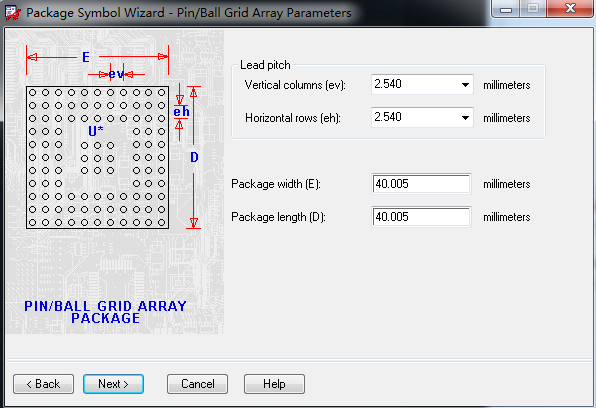 Package Symbol Wizard - Pin/Ball Grid Array Parameters
E
ev
eh
U*
D
PIN/BALL GRID ARRAY
PACKAGE
Lead pitch
Vertical columns (ev): 2.540 millimeters
Horizontal rows (eh): 2.540 millimeters
Package width (E): 40.005 millimeters
Package length (D): 40.005 millimeters
< Back Next > Cancel Help